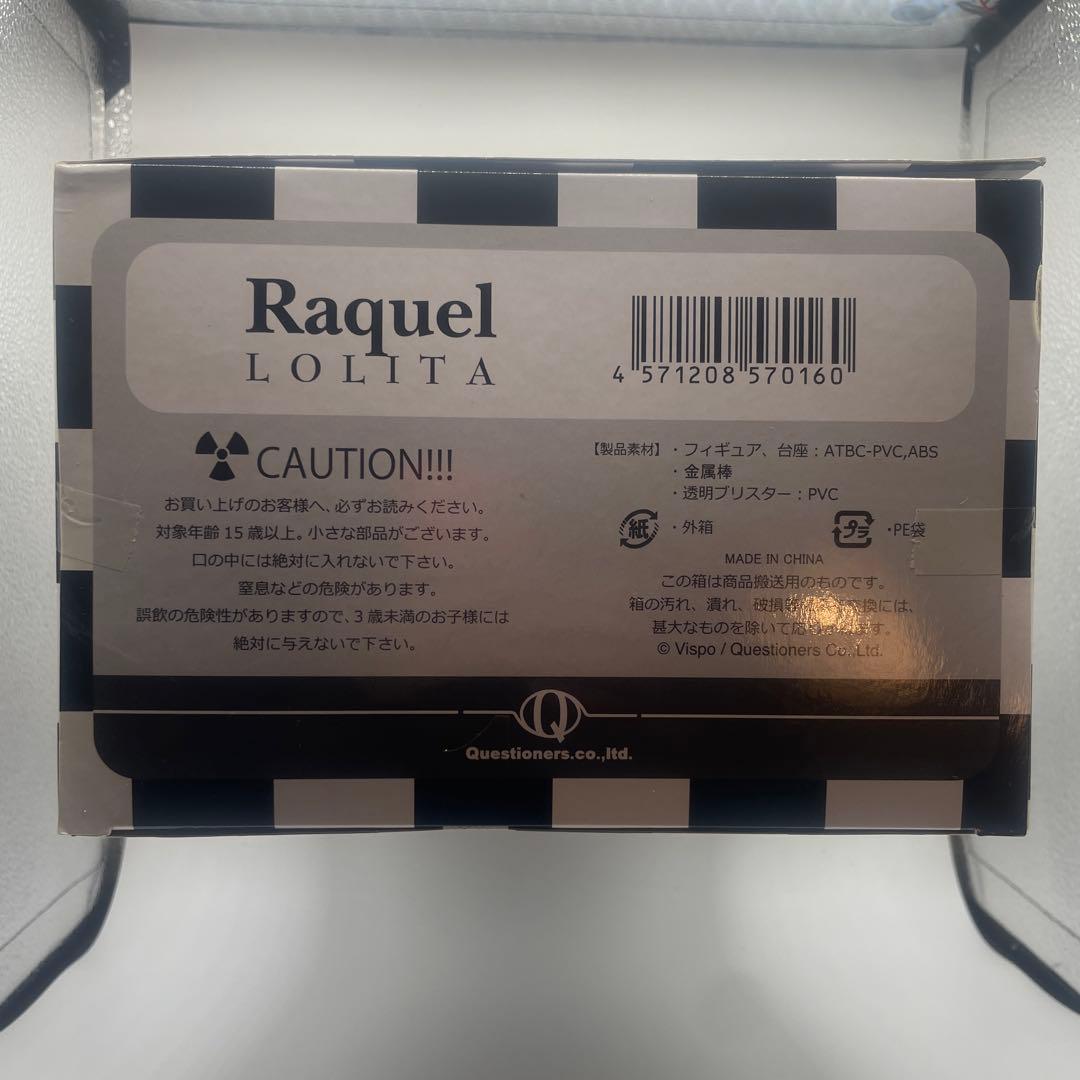 Raquel
LOLITA
4 571208 570160
CAUTION!!!
お買い上げのお客様へ、必ずお読みください。
対象年齢15歳以上。小さな部品がございます。
口の中には絶対に入れないで下さい。
窒息などの危険があります。
誤飲の危険性がありますので、3歳未満のお子様には
絶対に与えないで下さい。
【製品素材】・フィギュア、台座：ATBC-PVC,ABS
・金属棒
・透明ブリスター：PVC
紙 ・外箱 プラ ・PE袋
MADE IN CHINA
この箱は商品搬送用のものです。
箱の汚れ、潰れ、破損等 換には、
甚大なものを除いて応 ます。
© Vispo / Questioners Co., Ltd.
Q
Questioners.co.,ltd.